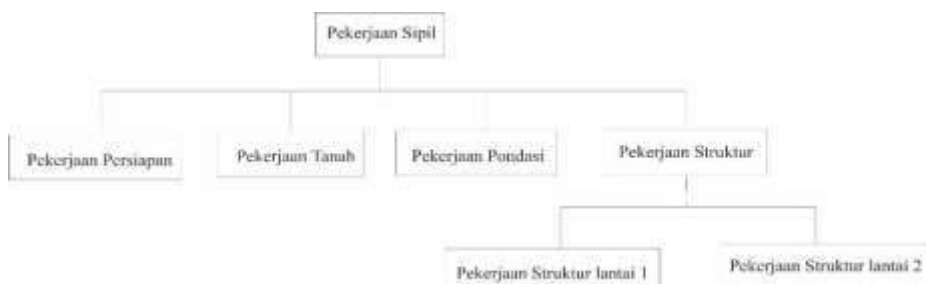 Pekerjaan Sipil
Pekerjaan Persiapan
Pekerjaan Tanah
Pekerjaan Pondasi
Pekerjaan Struktur
Pekerjaan Struktur lantai 1
Pekerjaan Struktur lantai 2